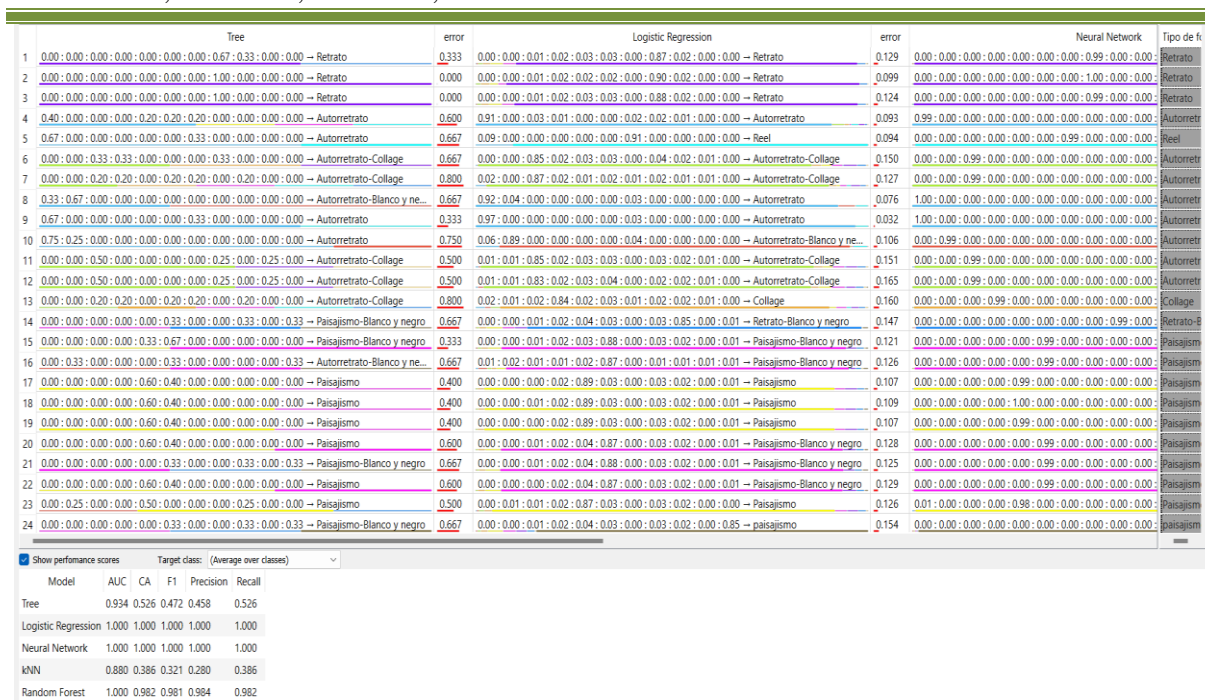 Tree error Logistic Regression error Neural Network Tipo de fo
1 0.00 : 0.00 : 0.00 : 0.00 : 0.00 : 0.00 : 0.00 : 0.67 : 0.33 : 0.00 : 0.00 → Retrato 0.333 0.00 : 0.00 : 0.01 : 0.02 : 0.03 : 0.03 : 0.00 : 0.87 : 0.02 : 0.00 : 0.00 → Retrato 0.129 0.00 : 0.00 : 0.00 : 0.00 : 0.00 : 0.00 : 0.00 : 0.99 : 0.00 : 0.00 : 0.00 : Retrato
2 0.00 : 0.00 : 0.00 : 0.00 : 0.00 : 0.00 : 0.00 : 1.00 : 0.00 : 0.00 : 0.00 → Retrato 0.000 0.00 : 0.00 : 0.01 : 0.02 : 0.02 : 0.02 : 0.00 : 0.90 : 0.02 : 0.00 : 0.00 → Retrato 0.099 0.00 : 0.00 : 0.00 : 0.00 : 0.00 : 0.00 : 0.00 : 1.00 : 0.00 : 0.00 : 0.00 : Retrato
3 0.00 : 0.00 : 0.00 : 0.00 : 0.00 : 0.00 : 0.00 : 1.00 : 0.00 : 0.00 : 0.00 → Retrato 0.000 0.00 : 0.00 : 0.01 : 0.02 : 0.03 : 0.03 : 0.00 : 0.88 : 0.02 : 0.00 : 0.00 → Retrato 0.124 0.00 : 0.00 : 0.00 : 0.00 : 0.00 : 0.00 : 0.00 : 0.99 : 0.00 : 0.00 : 0.00 : Retrato
4 0.40 : 0.00 : 0.00 : 0.00 : 0.20 : 0.20 : 0.20 : 0.00 : 0.00 : 0.00 : 0.00 → Autorretrato 0.600 0.91 : 0.00 : 0.03 : 0.01 : 0.00 : 0.00 : 0.02 : 0.02 : 0.01 : 0.00 : 0.00 → Autorretrato 0.093 0.99 : 0.00 : 0.00 : 0.00 : 0.00 : 0.00 : 0.00 : 0.00 : 0.00 : 0.00 : 0.00 : Autorretr
5 0.67 : 0.00 : 0.00 : 0.00 : 0.00 : 0.00 : 0.33 : 0.00 : 0.00 : 0.00 : 0.00 → Autorretrato 0.667 0.09 : 0.00 : 0.00 : 0.00 : 0.00 : 0.00 : 0.91 : 0.00 : 0.00 : 0.00 : 0.00 → Reel 0.094 0.00 : 0.00 : 0.00 : 0.00 : 0.00 : 0.00 : 0.99 : 0.00 : 0.00 : 0.00 : 0.00 : Reel
6 0.00 : 0.00 : 0.33 : 0.33 : 0.00 : 0.00 : 0.00 : 0.33 : 0.00 : 0.00 : 0.00 → Autorretrato-Collage 0.667 0.00 : 0.00 : 0.85 : 0.02 : 0.03 : 0.03 : 0.00 : 0.04 : 0.02 : 0.01 : 0.00 → Autorretrato-Collage 0.150 0.00 : 0.00 : 0.99 : 0.00 : 0.00 : 0.00 : 0.00 : 0.00 : 0.00 : 0.00 : 0.00 : Autorretr
7 0.00 : 0.00 : 0.20 : 0.20 : 0.00 : 0.20 : 0.20 : 0.00 : 0.20 : 0.00 : 0.00 → Autorretrato-Collage 0.800 0.02 : 0.00 : 0.87 : 0.02 : 0.01 : 0.02 : 0.01 : 0.02 : 0.01 : 0.01 : 0.00 → Autorretrato-Collage 0.127 0.00 : 0.00 : 0.99 : 0.00 : 0.00 : 0.00 : 0.00 : 0.00 : 0.00 : 0.00 : 0.00 : Autorretr
8 0.33 : 0.67 : 0.00 : 0.00 : 0.00 : 0.00 : 0.00 : 0.00 : 0.00 : 0.00 : 0.00 → Autorretrato-Blanco y ne... 0.667 0.92 : 0.04 : 0.00 : 0.00 : 0.00 : 0.00 : 0.03 : 0.00 : 0.00 : 0.00 : 0.00 → Autorretrato 0.076 1.00 : 0.00 : 0.00 : 0.00 : 0.00 : 0.00 : 0.00 : 0.00 : 0.00 : 0.00 : 0.00 : Autorretr
9 0.67 : 0.00 : 0.00 : 0.00 : 0.00 : 0.00 : 0.33 : 0.00 : 0.00 : 0.00 : 0.00 → Autorretrato 0.333 0.97 : 0.00 : 0.00 : 0.00 : 0.00 : 0.00 : 0.03 : 0.00 : 0.00 : 0.00 : 0.00 → Autorretrato 0.032 1.00 : 0.00 : 0.00 : 0.00 : 0.00 : 0.00 : 0.00 : 0.00 : 0.00 : 0.00 : 0.00 : Autorretr
10 0.75 : 0.25 : 0.00 : 0.00 : 0.00 : 0.00 : 0.00 : 0.00 : 0.00 : 0.00 : 0.00 → Autorretrato 0.750 0.06 : 0.89 : 0.00 : 0.00 : 0.00 : 0.00 : 0.04 : 0.00 : 0.00 : 0.00 : 0.00 → Autorretrato-Blanco y ne... 0.106 0.00 : 0.99 : 0.00 : 0.00 : 0.00 : 0.00 : 0.00 : 0.00 : 0.00 : 0.00 : 0.00 : Autorretr
11 0.00 : 0.00 : 0.50 : 0.00 : 0.00 : 0.00 : 0.25 : 0.00 : 0.25 : 0.00 : 0.00 → Autorretrato-Collage 0.500 0.01 : 0.01 : 0.85 : 0.02 : 0.03 : 0.03 : 0.00 : 0.03 : 0.02 : 0.01 : 0.00 → Autorretrato-Collage 0.151 0.00 : 0.00 : 0.99 : 0.00 : 0.00 : 0.00 : 0.00 : 0.00 : 0.00 : 0.00 : 0.00 : Autorretr
12 0.00 : 0.00 : 0.50 : 0.00 : 0.00 : 0.00 : 0.25 : 0.00 : 0.25 : 0.00 : 0.00 → Autorretrato-Collage 0.500 0.01 : 0.01 : 0.83 : 0.02 : 0.03 : 0.04 : 0.00 : 0.03 : 0.02 : 0.01 : 0.00 → Autorretrato-Collage 0.165 0.00 : 0.00 : 0.99 : 0.00 : 0.00 : 0.00 : 0.00 : 0.00 : 0.00 : 0.00 : 0.00 : Autorretr
13 0.00 : 0.00 : 0.20 : 0.20 : 0.00 : 0.20 : 0.20 : 0.00 : 0.20 : 0.00 : 0.00 → Autorretrato-Collage 0.800 0.02 : 0.01 : 0.02 : 0.84 : 0.02 : 0.03 : 0.01 : 0.02 : 0.02 : 0.01 : 0.00 → Collage 0.160 0.00 : 0.00 : 0.00 : 0.99 : 0.00 : 0.00 : 0.00 : 0.00 : 0.00 : 0.00 : 0.00 : Collage
14 0.00 : 0.00 : 0.00 : 0.00 : 0.00 : 0.33 : 0.00 : 0.00 : 0.33 : 0.00 : 0.33 → Paisajismo-Blanco y negro 0.667 0.00 : 0.00 : 0.01 : 0.02 : 0.04 : 0.03 : 0.00 : 0.03 : 0.85 : 0.00 : 0.01 → Retrato-Blanco y negro 0.147 0.00 : 0.00 : 0.00 : 0.00 : 0.00 : 0.00 : 0.00 : 0.00 : 0.99 : 0.00 : 0.00 : Retrato-B
15 0.00 : 0.00 : 0.00 : 0.00 : 0.33 : 0.67 : 0.00 : 0.00 : 0.00 : 0.00 : 0.00 → Paisajismo-Blanco y negro 0.333 0.00 : 0.00 : 0.01 : 0.02 : 0.03 : 0.88 : 0.00 : 0.03 : 0.02 : 0.00 : 0.01 → Paisajismo-Blanco y negro 0.121 0.00 : 0.00 : 0.00 : 0.00 : 0.00 : 0.99 : 0.00 : 0.00 : 0.00 : 0.00 : 0.00 : Paisajism
16 0.00 : 0.33 : 0.00 : 0.00 : 0.00 : 0.33 : 0.00 : 0.00 : 0.00 : 0.00 : 0.33 → Autorretrato-Blanco y ne... 0.667 0.01 : 0.02 : 0.01 : 0.01 : 0.02 : 0.87 : 0.00 : 0.01 : 0.01 : 0.01 : 0.01 → Paisajismo-Blanco y negro 0.126 0.00 : 0.00 : 0.00 : 0.00 : 0.00 : 0.99 : 0.00 : 0.00 : 0.00 : 0.00 : 0.00 : Paisajism
17 0.00 : 0.00 : 0.00 : 0.00 : 0.60 : 0.40 : 0.00 : 0.00 : 0.00 : 0.00 : 0.00 → Paisajismo 0.400 0.00 : 0.00 : 0.00 : 0.02 : 0.89 : 0.03 : 0.00 : 0.03 : 0.02 : 0.00 : 0.01 → Paisajismo 0.107 0.00 : 0.00 : 0.00 : 0.00 : 0.99 : 0.00 : 0.00 : 0.00 : 0.00 : 0.00 : 0.00 : Paisajism
18 0.00 : 0.00 : 0.00 : 0.00 : 0.60 : 0.40 : 0.00 : 0.00 : 0.00 : 0.00 : 0.00 → Paisajismo 0.400 0.00 : 0.00 : 0.01 : 0.02 : 0.89 : 0.03 : 0.00 : 0.03 : 0.02 : 0.00 : 0.01 → Paisajismo 0.109 0.00 : 0.00 : 0.00 : 0.00 : 1.00 : 0.00 : 0.00 : 0.00 : 0.00 : 0.00 : 0.00 : Paisajism
19 0.00 : 0.00 : 0.00 : 0.00 : 0.60 : 0.40 : 0.00 : 0.00 : 0.00 : 0.00 : 0.00 → Paisajismo 0.400 0.00 : 0.00 : 0.01 : 0.02 : 0.89 : 0.03 : 0.00 : 0.03 : 0.02 : 0.00 : 0.01 → Paisajismo 0.107 0.00 : 0.00 : 0.00 : 0.00 : 0.99 : 0.00 : 0.00 : 0.00 : 0.00 : 0.00 : 0.00 : Paisajism
20 0.00 : 0.00 : 0.00 : 0.00 : 0.60 : 0.40 : 0.00 : 0.00 : 0.00 : 0.00 : 0.00 → Paisajismo 0.600 0.00 : 0.00 : 0.01 : 0.02 : 0.04 : 0.87 : 0.00 : 0.03 : 0.02 : 0.00 : 0.01 → Paisajismo-Blanco y negro 0.128 0.00 : 0.00 : 0.00 : 0.00 : 0.00 : 0.99 : 0.00 : 0.00 : 0.00 : 0.00 : 0.00 : Paisajism
21 0.00 : 0.00 : 0.00 : 0.00 : 0.00 : 0.33 : 0.00 : 0.00 : 0.33 : 0.00 : 0.33 → Paisajismo-Blanco y negro 0.667 0.00 : 0.00 : 0.01 : 0.02 : 0.04 : 0.88 : 0.00 : 0.03 : 0.02 : 0.00 : 0.01 → Paisajismo-Blanco y negro 0.125 0.00 : 0.00 : 0.00 : 0.00 : 0.00 : 0.99 : 0.00 : 0.00 : 0.00 : 0.00 : 0.00 : Paisajism
22 0.00 : 0.00 : 0.00 : 0.00 : 0.60 : 0.40 : 0.00 : 0.00 : 0.00 : 0.00 : 0.00 → Paisajismo 0.600 0.00 : 0.00 : 0.01 : 0.02 : 0.04 : 0.87 : 0.00 : 0.03 : 0.02 : 0.00 : 0.01 → Paisajismo-Blanco y negro 0.129 0.00 : 0.00 : 0.00 : 0.00 : 0.00 : 0.99 : 0.00 : 0.00 : 0.00 : 0.00 : 0.00 : Paisajism
23 0.00 : 0.25 : 0.00 : 0.00 : 0.50 : 0.00 : 0.00 : 0.00 : 0.25 : 0.00 : 0.00 → Paisajismo 0.500 0.00 : 0.01 : 0.01 : 0.02 : 0.87 : 0.03 : 0.00 : 0.03 : 0.02 : 0.00 : 0.01 → Paisajismo 0.126 0.01 : 0.00 : 0.00 : 0.00 : 0.98 : 0.00 : 0.00 : 0.00 : 0.00 : 0.00 : 0.00 : Paisajism
24 0.00 : 0.00 : 0.00 : 0.00 : 0.00 : 0.33 : 0.00 : 0.00 : 0.33 : 0.00 : 0.33 → Paisajismo-Blanco y negro 0.667 0.00 : 0.00 : 0.01 : 0.02 : 0.04 : 0.03 : 0.00 : 0.03 : 0.02 : 0.00 : 0.85 → paisajismo 0.154 0.00 : 0.00 : 0.00 : 0.00 : 0.00 : 0.00 : 0.00 : 0.00 : 0.00 : 0.00 : paisajism
Show perfomance scores Target class: (Average over classes)
Model AUC CA F1 Precision Recall
Tree 0.934 0.526 0.472 0.458 0.526
Logistic Regression 1.000 1.000 1.000 1.000 1.000
Neural Network 1.000 1.000 1.000 1.000 1.000
kNN 0.880 0.386 0.321 0.280 0.386
Random Forest 1.000 0.982 0.981 0.984 0.982